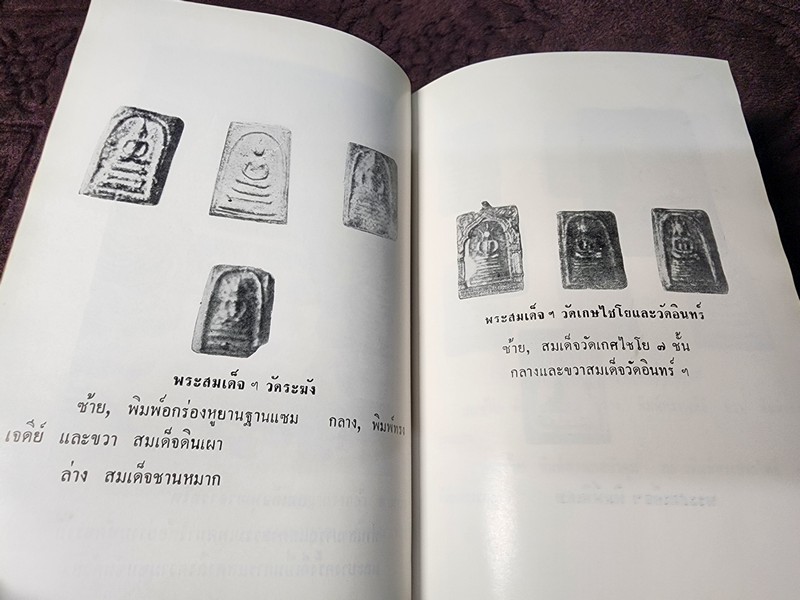 พระสมเด็จ ฯ วัดระฆัง
ซ้าย, พิมพ์อกร่องหูยานฐานแซม กลาง, พิมพ์ทรง
เจดีย์ และขวา สมเด็จดินเผา
ล่าง สมเด็จชานหมาก
พระสมเด็จ ฯ วัดเกษไชโยและวัดอินทร์
ซ้าย, สมเด็จวัดเกศไชโย ๗ ชั้น
กลางและขวาสมเด็จวัดอินทร์ ๆ